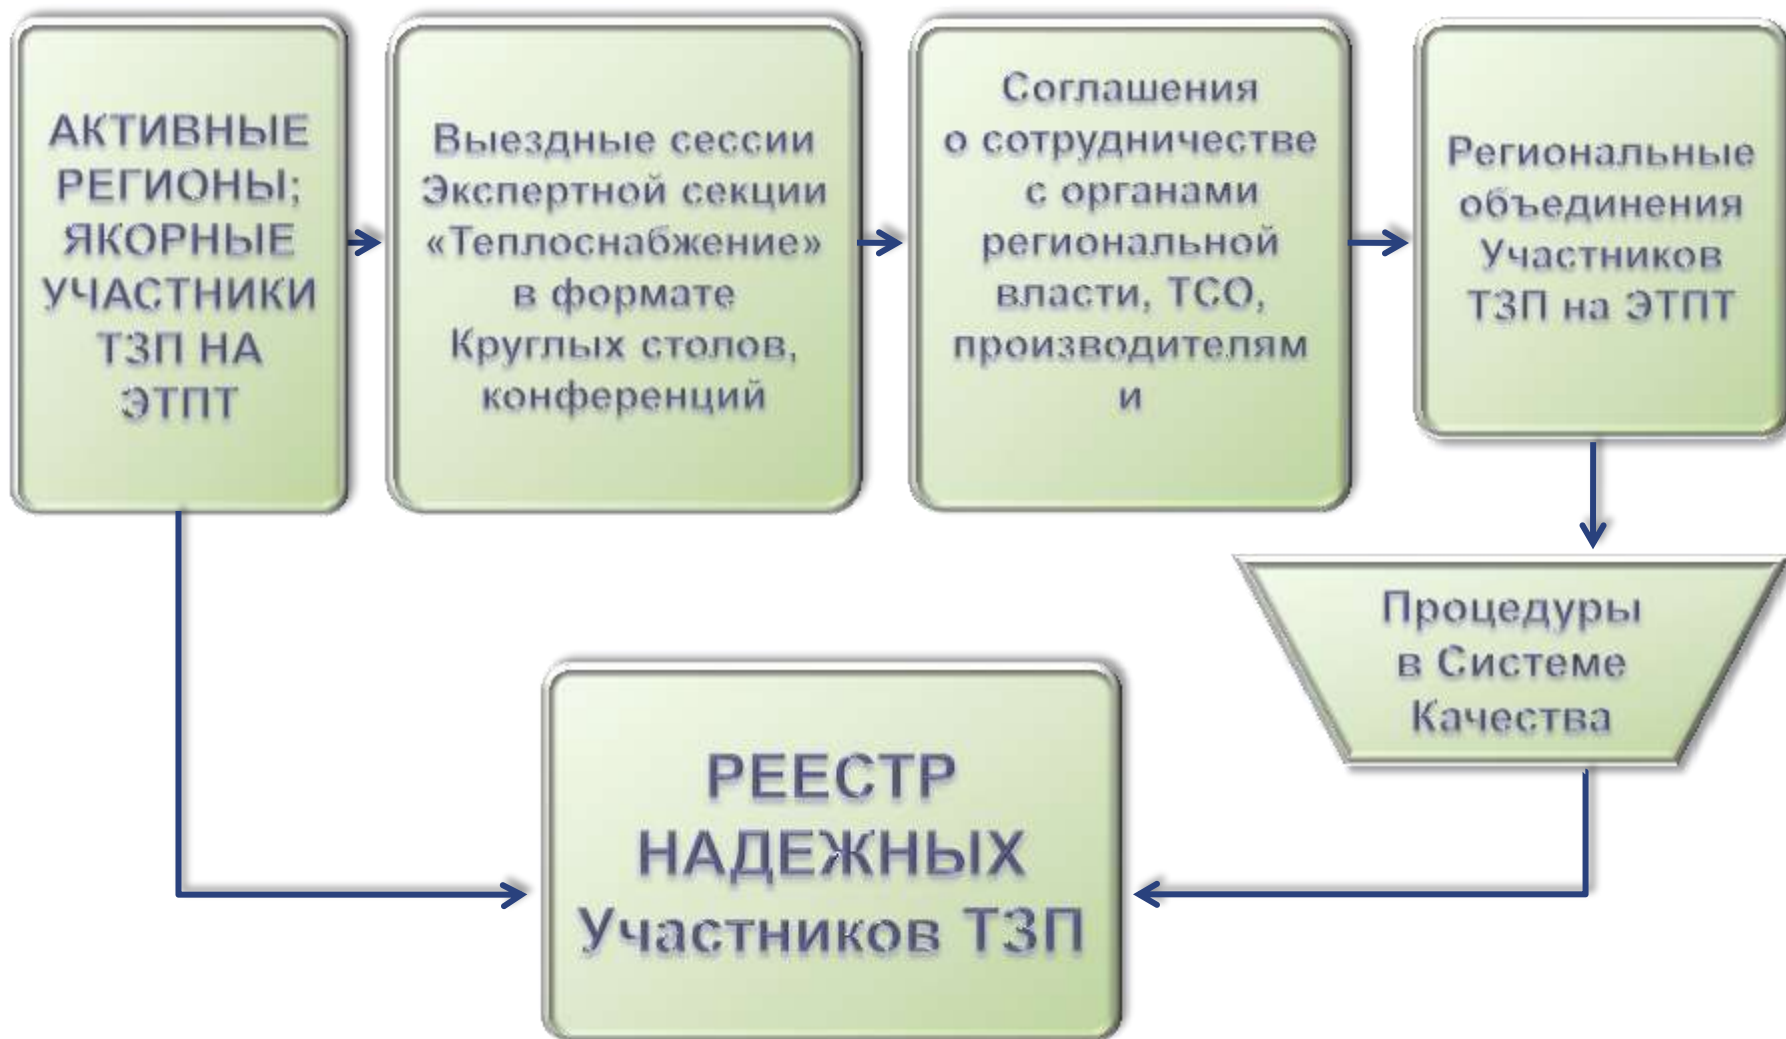 АКТИВНЫЕ
РЕГИОНЫ;
ЯКОРНЫЕ
УЧАСТНИКИ
ТЗП НА
ЭТПТ
Выездные сессии
Экспертной секции
«Теплоснабжение»
в формате
Круглых столов,
конференций
Соглашения
о сотрудничестве
с органами
региональной
власти, ТСО,
производителям
и
Региональные
объединения
Участников
ТЗП на ЭТПТ
Процедуры
в Системе
Качества
РЕЕСТР
НАДЕЖНЫХ
Участников ТЗП